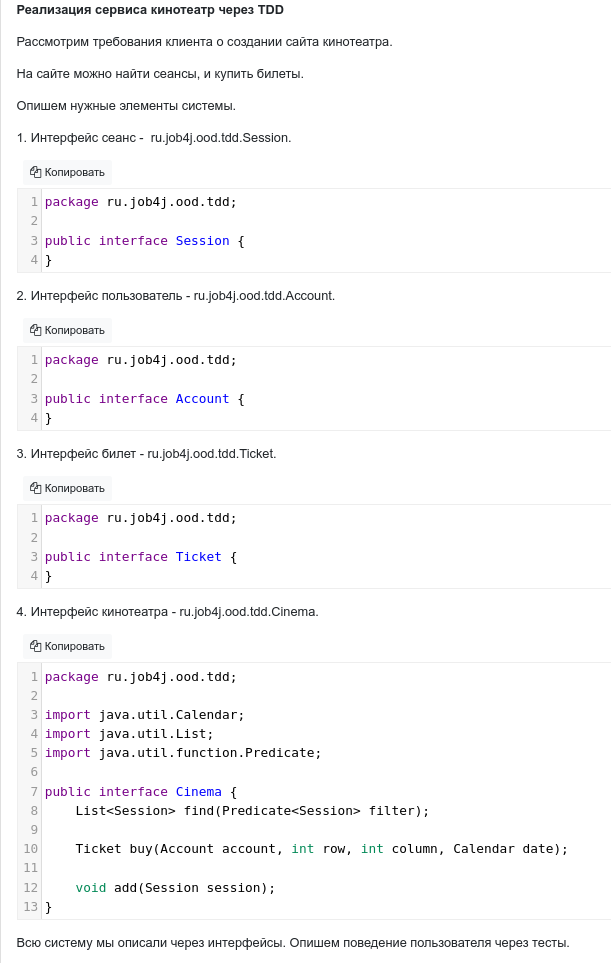 Реализация сервиса кинотеатр через TDD
Рассмотрим требования клиента о создании сайта кинотеатра.
На сайте можно найти сеансы, и купить билеты.
Опишем нужные элементы системы.
1. Интерфейс сеанс - ru.job4j.ood.tdd.Session.
Копировать
1 package ru.job4j.ood.tdd;
2
3 public interface Session {
4 }
2. Интерфейс пользователь - ru.job4j.ood.tdd.Account.
Копировать
1 package ru.job4j.ood.tdd;
2
3 public interface Account {
4 }
3. Интерфейс билет - ru.job4j.ood.tdd.Ticket.
Копировать
1 package ru.job4j.ood.tdd;
2
3 public interface Ticket {
4 }
4. Интерфейс кинотеатра - ru.job4j.ood.tdd.Cinema.
Копировать
1 package ru.job4j.ood.tdd;
2
3 import java.util.Calendar;
4 import java.util.List;
5 import java.util.function.Predicate;
6
7 public interface Cinema {
8     List<Session> find(Predicate<Session> filter);
9
10     Ticket buy(Account account, int row, int column, Calendar date);
11
12     void add(Session session);
13 }
Всю систему мы описали через интерфейсы. Опишем поведение пользователя через тесты.